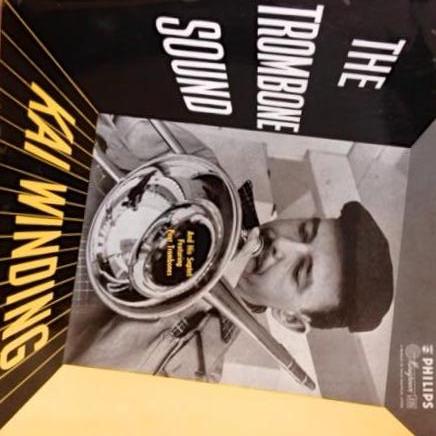 THE
TROMBONE
SOUND
KAI WINDING
And His Septet
Featuring
Four Trombones
PHILIPS